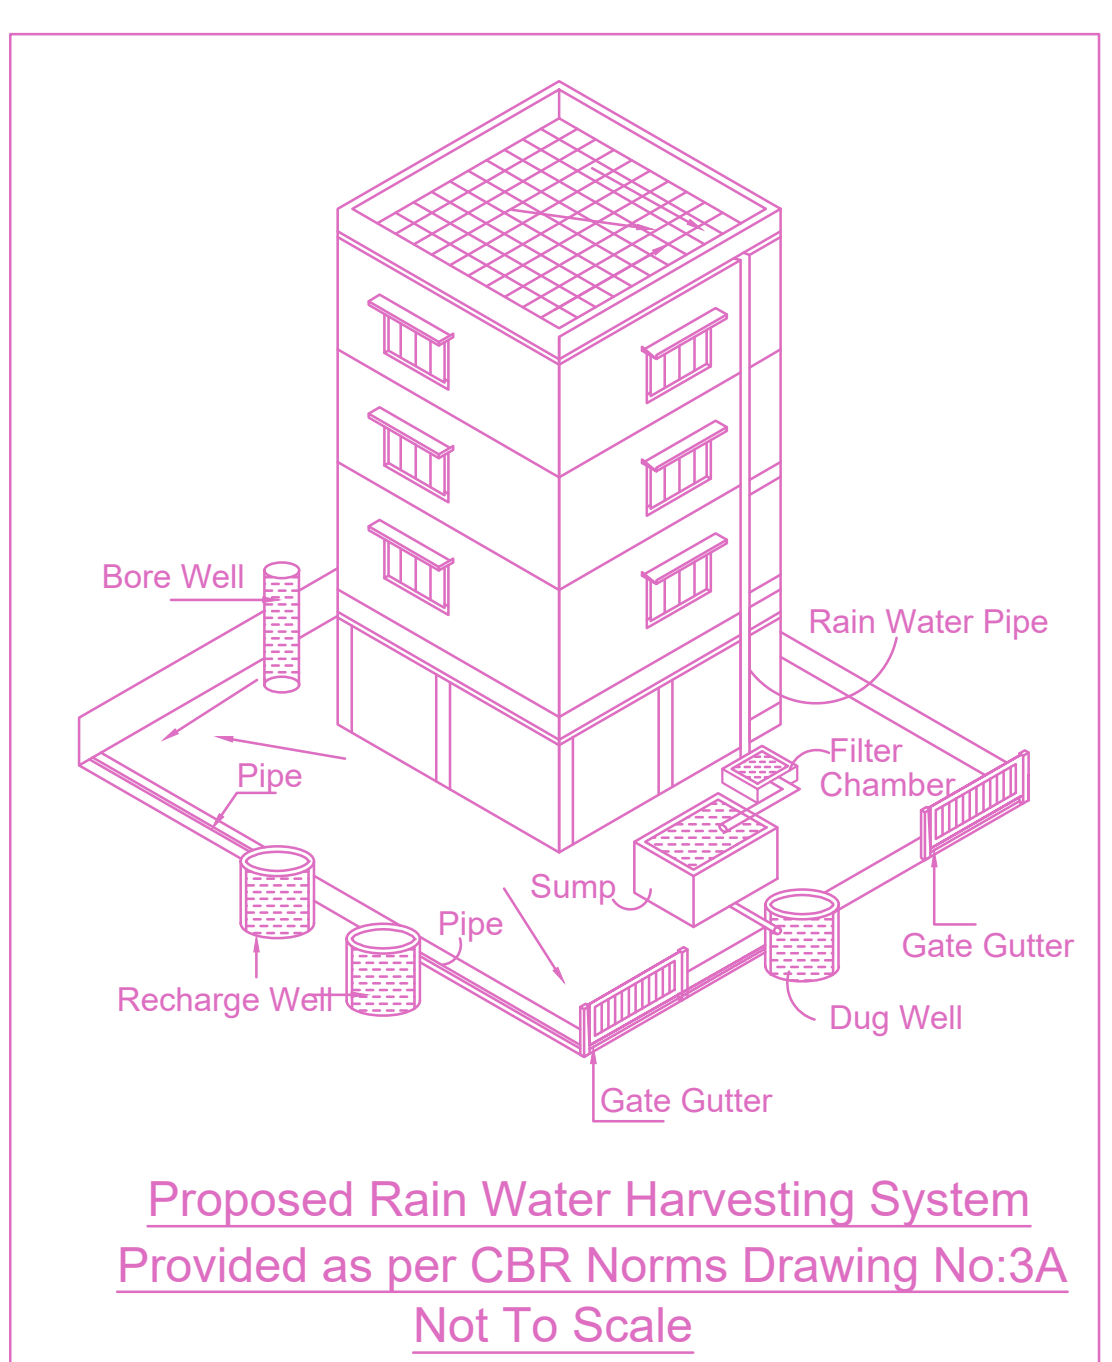 Bore Well
Rain Water Pipe
Filter
Chamber
Pipe
Sump
Pipe
Gate Gutter
Recharge Well
Dug Well
Gate Gutter
Proposed Rain Water Harvesting System
Provided as per CBR Norms Drawing No:3A
Not To Scale